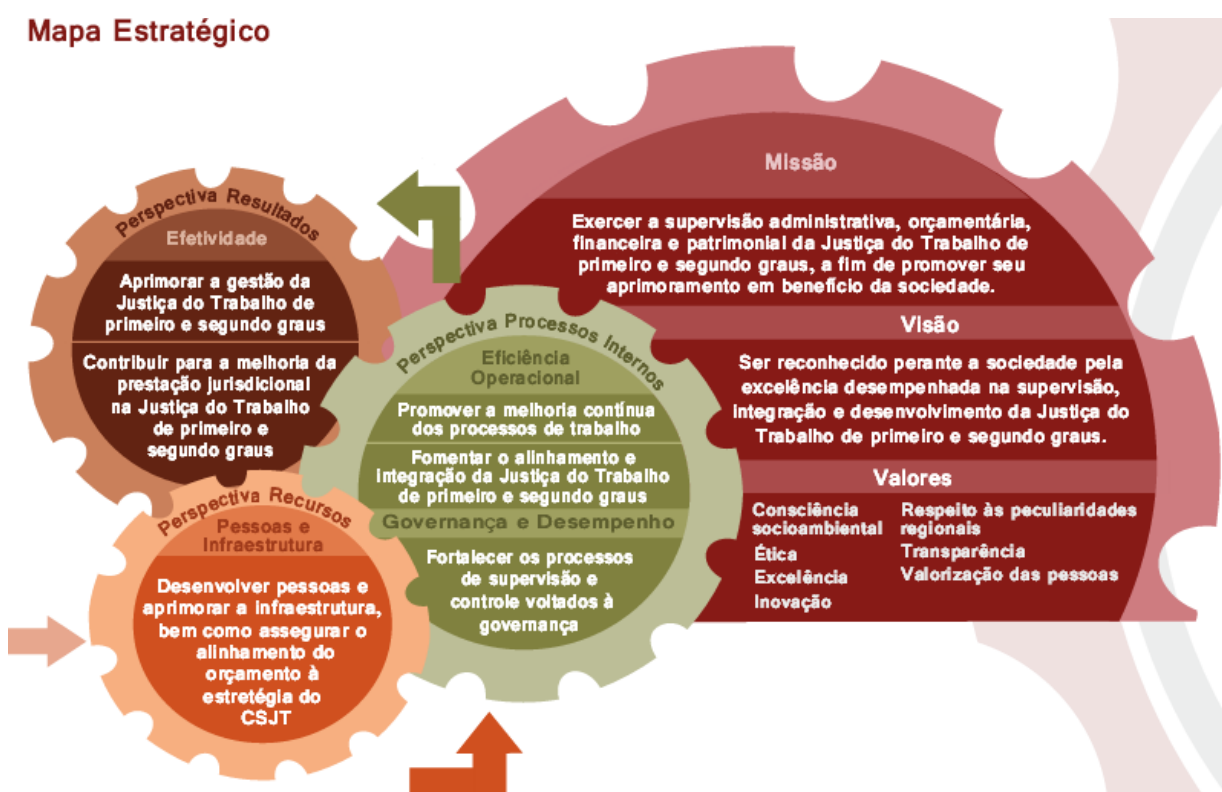 Mapa Estratégico
Missão
Exercer a supervisão administrativa, orçamentária,
financeira e patrimonial da Justiça do Trabalho de
primeiro e segundo graus, a fim de promover seu
aprimoramento em benefício da sociedade.
Visão
Ser reconhecido perante a sociedade pela
excelência desempenhada na supervisão,
integração e desenvolvimento da Justiça do
Trabalho de primeiro e segundo graus.
Valores
Consciência
socioambiental
Ética
Excelência
Inovação
Respeito às peculiaridades
regionais
Transparência
Valorização das pessoas
Perspectiva Resultados
Efetividade
Aprimorar a gestão da
Justiça do Trabalho de
primeiro e segundo graus
Contribuir para a melhoria da
prestação jurisdicional
na Justiça do Trabalho
de primeiro e
segundo graus
Perspectiva Processos Internos
Eficiência
Operacional
Promover a melhoria contínua
dos processos de trabalho
Fomentar o alinhamento e
integração da Justiça do Trabalho
de primeiro e segundo graus
Governança e Desempenho
Fortalecer os processos
de supervisão e
controle voltados à
governança
Perspectiva Recursos
Pessoas e
Infraestrutura
Desenvolver pessoas e
aprimorar a infraestrutura,
bem como assegurar o
alinhamento do
orçamento à
estretégia do
CSJT